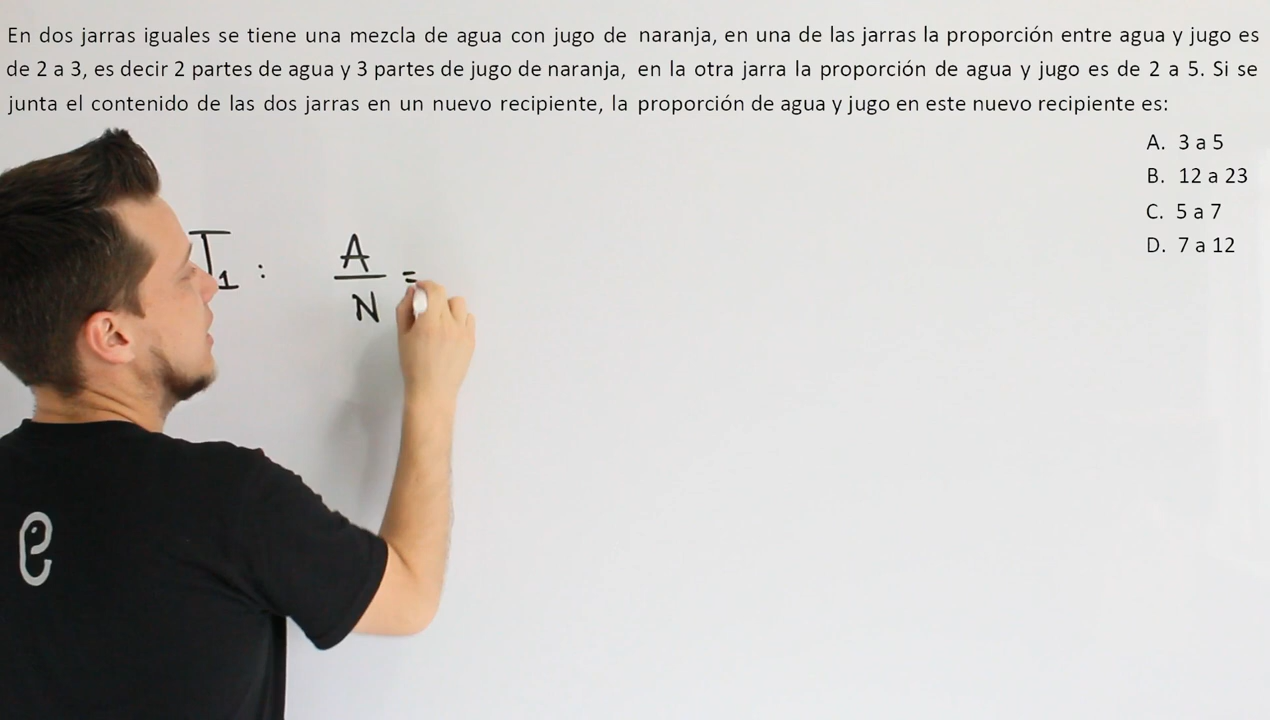 En dos jarras iguales se tiene una mezcla de agua con jugo de naranja, en una de las jarras la proporción entre agua y jugo es
de 2 a 3, es decir 2 partes de agua y 3 partes de jugo de naranja, en la otra jarra la proporción de agua y jugo es de 2 a 5. Si se
junta el contenido de las dos jarras en un nuevo recipiente, la proporción de agua y jugo en este nuevo recipiente es:
A. 3 a 5
B. 12 a 23
C. 5 a 7
D. 7 a 12
J1 : A
N =
e